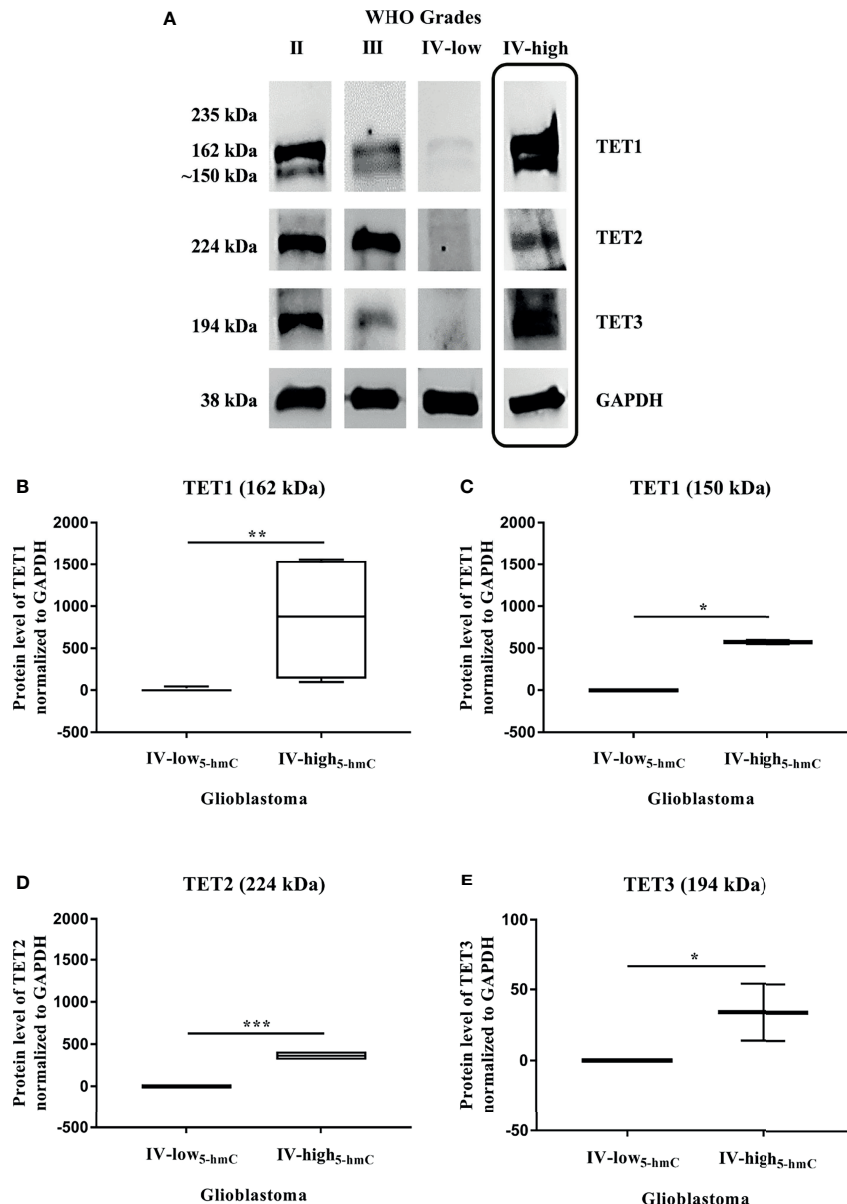 A
WHO Grades
II III IV-low IV-high
235 kDa
162 kDa
~150 kDa
TET1
224 kDa
TET2
194 kDa
TET3
38 kDa
GAPDH
B
TET1 (162 kDa)
Protein level of TET1
normalized to GAPDH
2000
1500
1000
500
0
-500
**
IV-low5-hmC IV-high5-hmC
Glioblastoma
C
TET1 (150 kDa)
Protein level of TET1
normalized to GAPDH
2000
1500
1000
500
0
-500
*
IV-low5-hmC IV-high5-hmC
Glioblastoma
D
TET2 (224 kDa)
Protein level of TET2
normalized to GAPDH
2000
1500
1000
500
0
-500
***
IV-low5-hmC IV-high5-hmC
Glioblastoma
E
TET3 (194 kDa)
Protein level of TET3
normalized to GAPDH
100
50
0
-50
*
IV-low5-hmC IV-high5-hmC
Glioblastoma